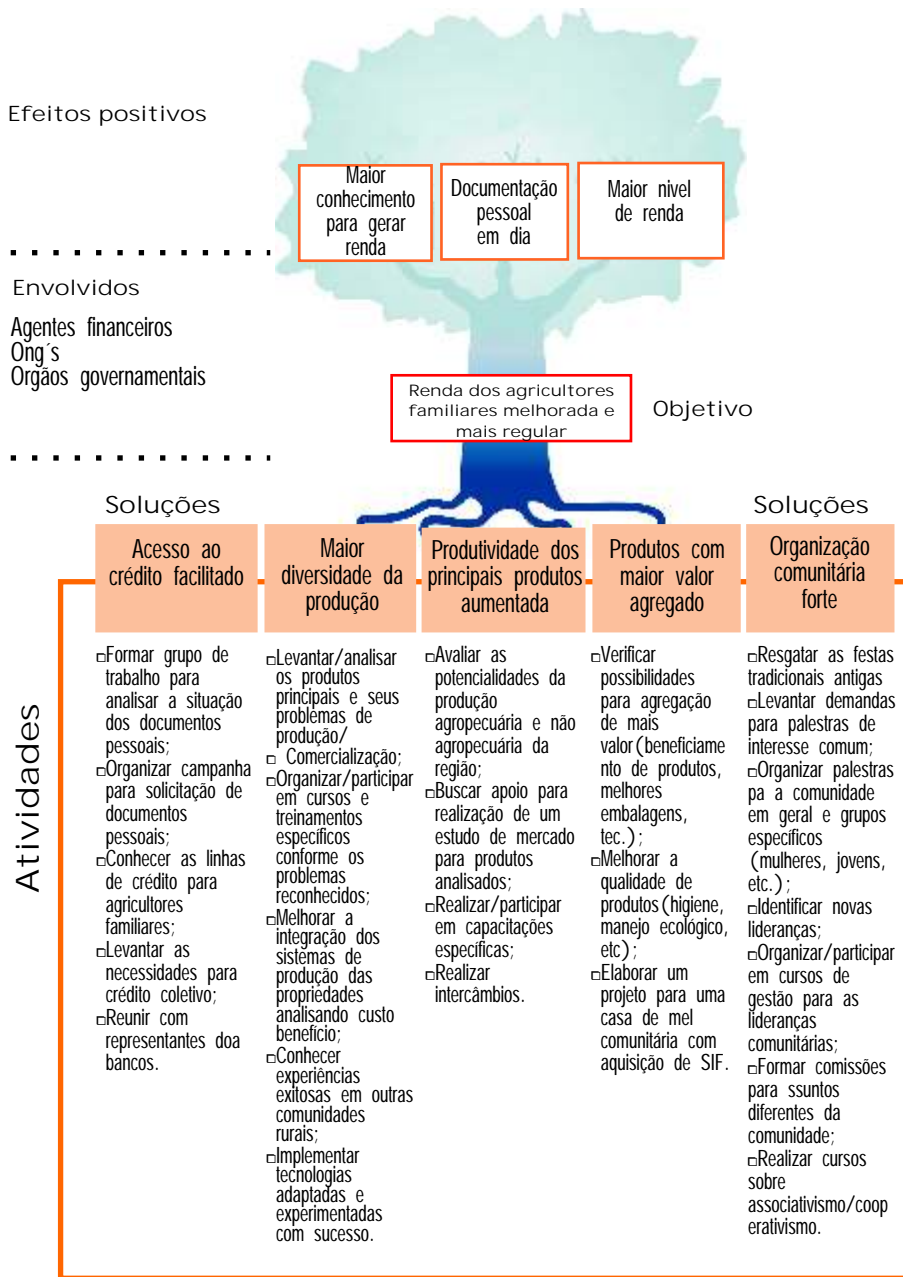 Efeitos positivos
Maior
conhecimento
para gerar
renda
Documentação
pessoal
em dia
Maior nivel
de renda
Envolvidos
Agentes financeiros
Ong´s
Orgãos governamentais
Renda dos agricultores
familiares melhorada e
mais regular
Objetivo
Soluções
Soluções
Acesso ao
crédito facilitado
Maior
diversidade da
produção
Produtividade dos
principais produtos
aumentada
Produtos com
maior valor
agregado
Organização
comunitária
forte
Atividades
□Formar grupo de
trabalho para
analisar a situação
dos documentos
pessoais;
□Organizar campanha
para solicitação de
documentos
pessoais;
□Conhecer as linhas
de crédito para
agricultores
familiares;
□Levantar as
necessidades para
crédito coletivo;
□Reunir com
representantes doa
bancos.
□Levantar/analisar
os produtos
principais e seus
problemas de
produção/
□ Comercialização;
□Organizar/participar
em cursos e
treinamentos
específicos
conforme os
problemas
reconhecidos;
□Melhorar a
integração dos
sistemas de
produção das
propriedades
analisando custo
benefício;
□Conhecer
experiências
exitosas em outras
comunidades
rurais;
□Implementar
tecnologias
adaptadas e
experimentadas
com sucesso.
□Avaliar as
potencialidades da
produção
agropecuária e não
agropecuária da
região;
□Buscar apoio para
realização de um
estudo de mercado
para produtos
analisados;
□Realizar/participar
em capacitações
específicas;
□Realizar
intercâmbios.
□Verificar
possibilidades
para agregação
de mais
valor(beneficiame
nto de produtos,
melhores
embalagens,
tec.);
□Melhorar a
qualidade de
produtos(higiene,
manejo ecológico,
etc);
□Elaborar um
projeto para uma
casa de mel
comunitária com
aquisição de SIF.
□Resgatar as festas
tradicionais antigas
□Levantar demandas
para palestras de
interesse comum;
□Organizar palestras
pa a comunidade
em geral e grupos
específicos
(mulheres, jovens,
etc.);
□Identificar novas
lideranças;
□Organizar/participar
em cursos de
gestão para as
lideranças
comunitárias;
□Formar comissões
para ssuntos
diferentes da
comunidade;
□Realizar cursos
sobre
associativismo/coop
erativismo.